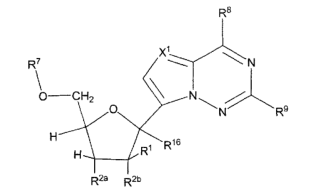 R⁸
X¹
N
R⁷
O
CH₂
N
N
R⁹
O
H
R¹⁶
H
R¹
R²ᵃ
R²ᵇ